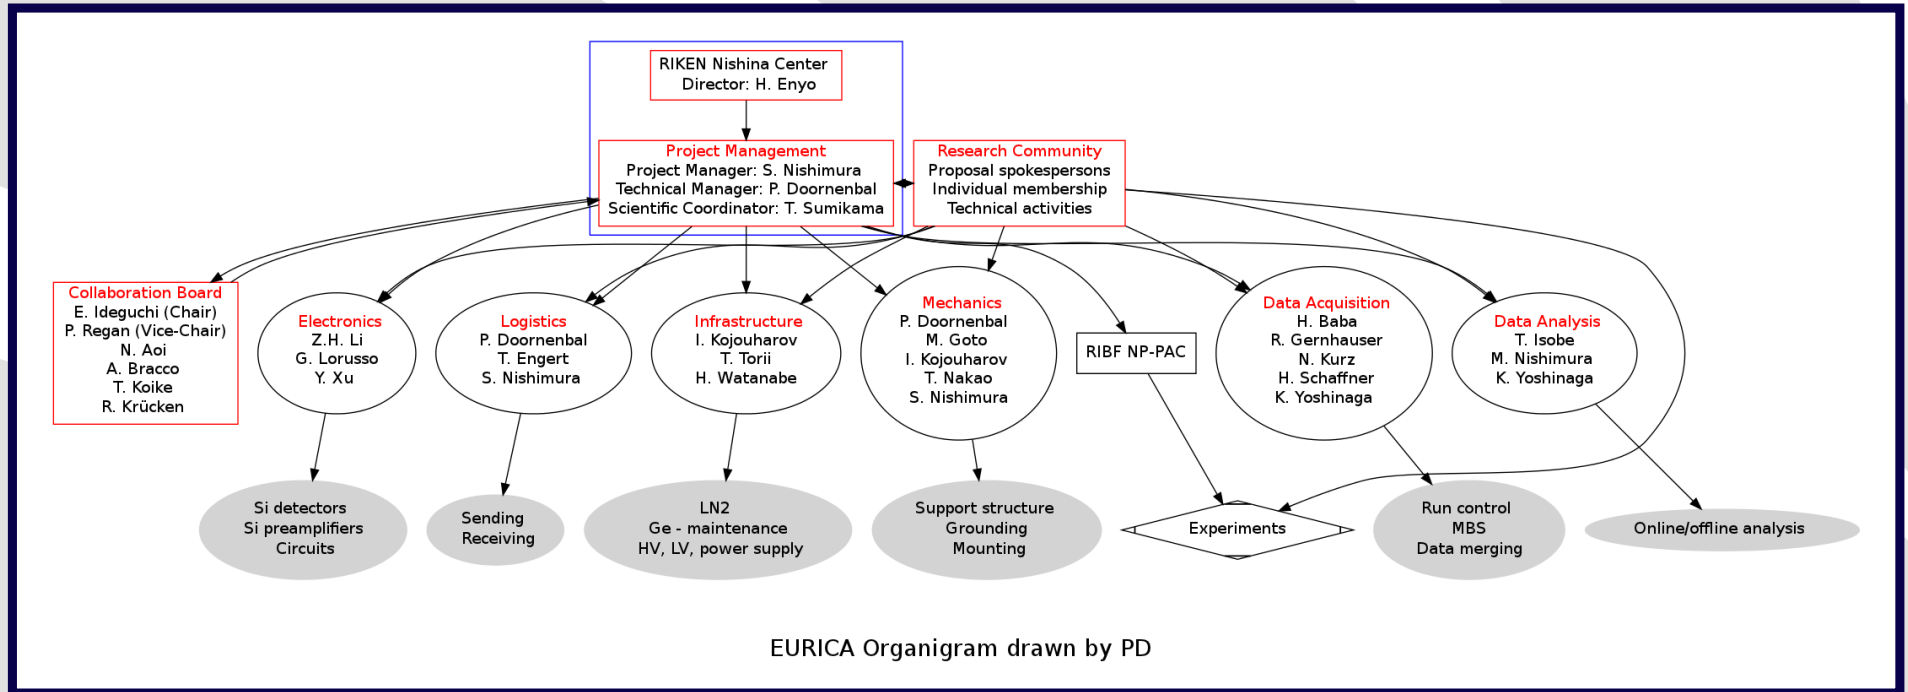 RIKEN Nishina Center
Director: H. Enyo
Project Management
Project Manager: S. Nishimura
Technical Manager: P. Doornenbal
Scientific Coordinator: T. Sumikama
Research Community
Proposal spokespersons
Individual membership
Technical activities
Collaboration Board
E. Ideguchi (Chair)
P. Regan (Vice-Chair)
N. Aoi
A. Bracco
T. Koike
R. Krücken
Electronics
Z.H. Li
G. Lorusso
Y. Xu
Logistics
P. Doornenbal
T. Engert
S. Nishimura
Infrastructure
I. Kojouharov
T. Torii
H. Watanabe
Mechanics
P. Doornenbal
M. Goto
I. Kojouharov
T. Nakao
S. Nishimura
RIBF NP-PAC
Data Acquisition
H. Baba
R. Gernhauser
N. Kurz
H. Schaffner
K. Yoshinaga
Data Analysis
T. Isobe
M. Nishimura
K. Yoshinaga
Si detectors
Si preamplifiers
Circuits
Sending
Receiving
LN2
Ge - maintenance
HV, LV, power supply
Support structure
Grounding
Mounting
Experiments
Run control
MBS
Data merging
Online/offline analysis
EURICA Organigram drawn by PD